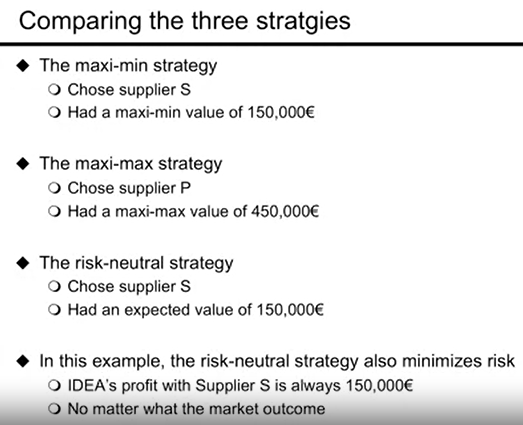 Comparing the three stratgies
◆ The maxi-min strategy
❍ Chose supplier S
❍ Had a maxi-min value of 150,000€
◆ The maxi-max strategy
❍ Chose supplier P
❍ Had a maxi-max value of 450,000€
◆ The risk-neutral strategy
❍ Chose supplier S
❍ Had an expected value of 150,000€
◆ In this example, the risk-neutral strategy also minimizes risk
❍ IDEA's profit with Supplier S is always 150,000€
❍ No matter what the market outcome